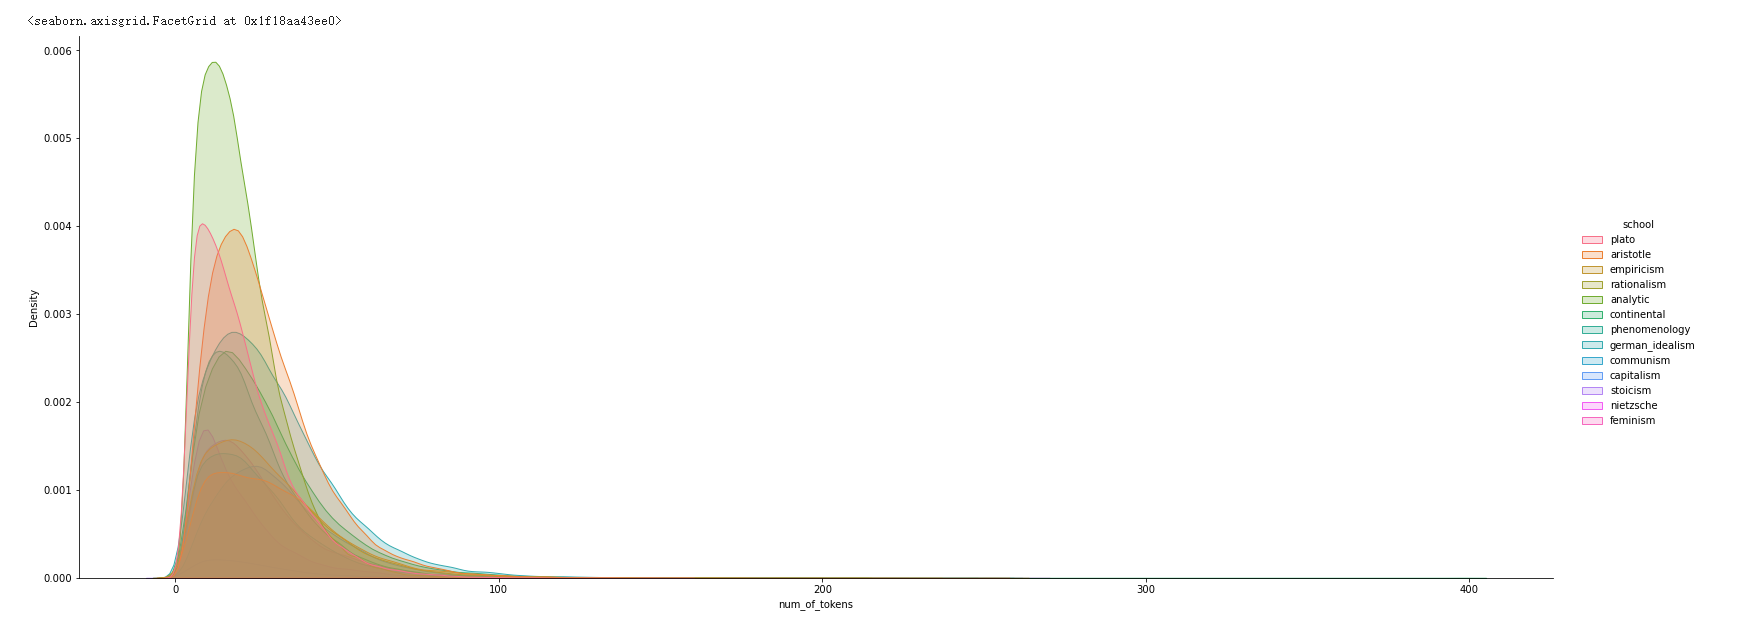 <seaborn.axisgrid.FacetGrid at 0x1f18aa43ee0>
0.006
0.005
0.004
0.003
0.002
0.001
0.000
Density
0
100
200
300
400
num_of_tokens
school
plato
aristotle
empiricism
rationalism
analytic
continental
phenomenology
german_idealism
communism
capitalism
stoicism
nietzsche
feminism